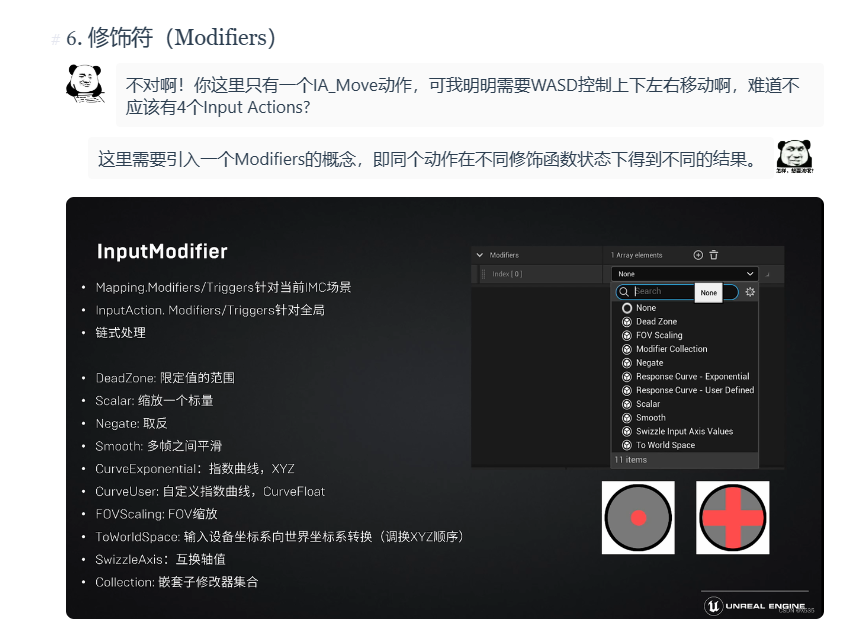 # 6. 修饰符（Modifiers）
不对啊！你这里只有一个IA_Move动作，可我明明需要WASD控制上下左右移动啊，难道不
应该有4个Input Actions?
这里需要引入一个Modifiers的概念，即同个动作在不同修饰函数状态下得到不同的结果。
InputModifier
• Mapping.Modifiers/Triggers针对当前IMC场景
• InputAction. Modifiers/Triggers针对全局
• 链式处理
• DeadZone: 限定值的范围
• Scalar: 缩放一个标量
• Negate: 取反
• Smooth: 多帧之间平滑
• CurveExponential：指数曲线，XYZ
• CurveUser: 自定义指数曲线，CurveFloat
• FOVScaling: FOV缩放
• ToWorldSpace: 输入设备坐标系向世界坐标系转换（调换XYZ顺序）
• SwizzleAxis：互换轴值
• Collection: 嵌套子修改器集合
Modifiers 1 Array elements
Index [ 0 ] None
Search None
None
Dead Zone
FOV Scaling
Modifier Collection
Negate
Response Curve - Exponential
Response Curve - User Defined
Scalar
Smooth
Swizzle Input Axis Values
To World Space
11 items
UNREAL ENGINE